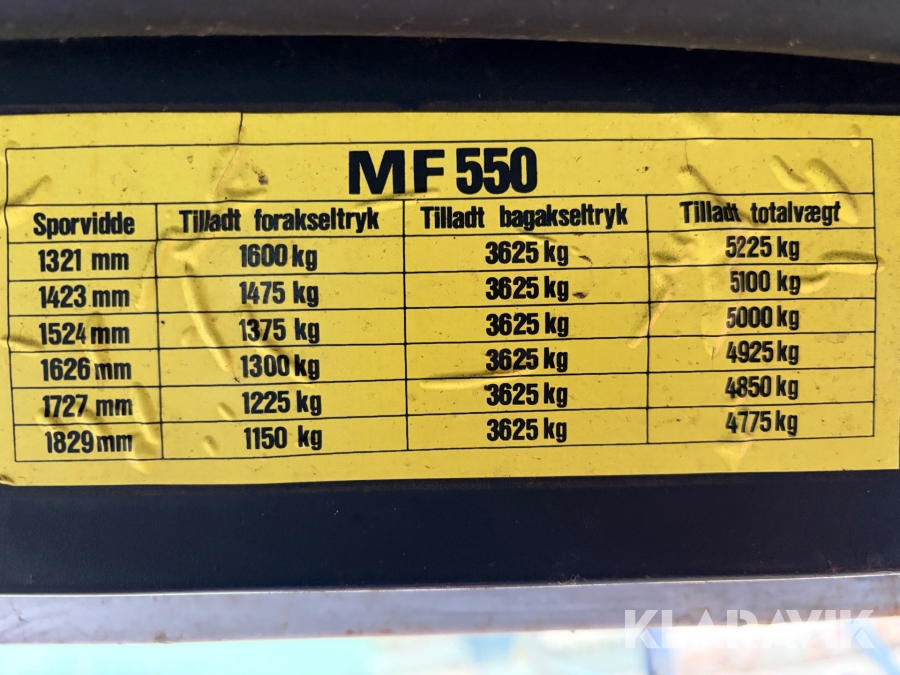 MF 550
Sporvidde Tilladt forakseltryk Tilladt bagakseltryk Tilladt totalvægt
1321 mm 1600 kg 3625 kg 5225 kg
1423 mm 1475 kg 3625 kg 5100 kg
1524 mm 1375 kg 3625 kg 5000 kg
1626 mm 1300 kg 3625 kg 4925 kg
1727 mm 1225 kg 3625 kg 4850 kg
1829 mm 1150 kg 3625 kg 4775 kg
KLARAVIK